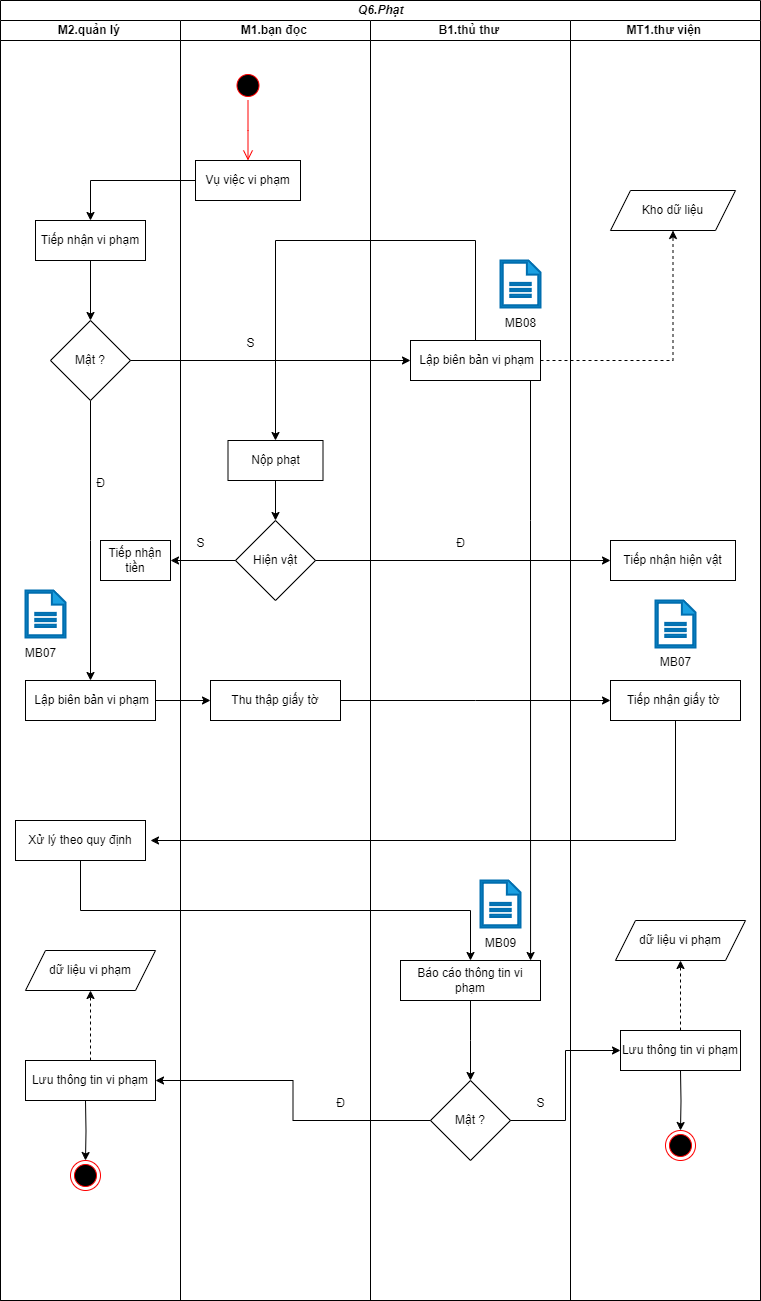 Q6.Phạt
M2.quản lý
M1.bạn đọc
B1.thủ thư
MT1.thư viện
Vụ việc vi phạm
Kho dữ liệu
Tiếp nhận vi phạm
MB08
S
Mật ?
Lập biên bản vi phạm
Nộp phạt
Đ
S
Đ
Tiếp nhận
tiền
Hiện vật
Tiếp nhận hiện vật
MB07
MB07
Lập biên bản vi phạm
Thu thập giấy tờ
Tiếp nhận giấy tờ
Xử lý theo quy định
MB09
dữ liệu vi phạm
dữ liệu vi phạm
Báo cáo thông tin vi
phạm
Lưu thông tin vi phạm
Lưu thông tin vi phạm
Đ
S
Mật ?